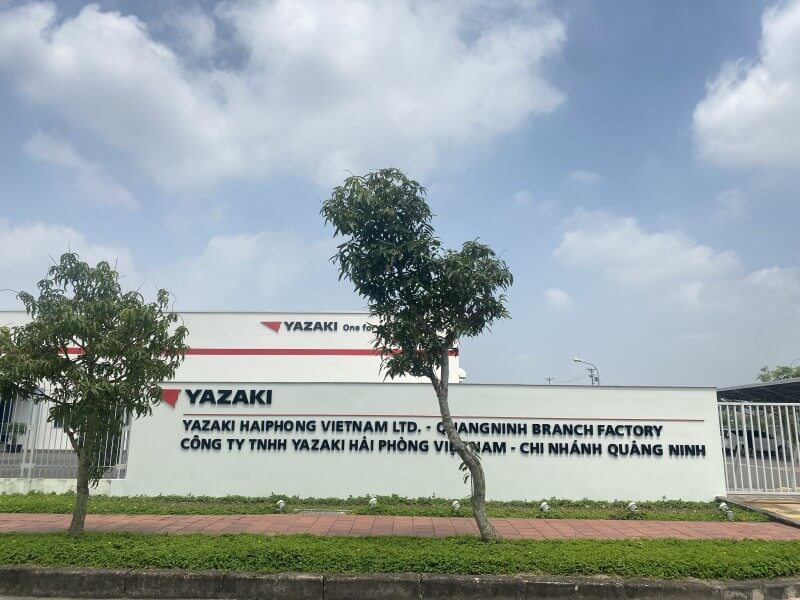 YAZAKI One for
YAZAKI
YAZAKI HAIPHONG VIETNAM LTD. - QUANGNINH BRANCH FACTORY
CÔNG TY TNHH YAZAKI HẢI PHÒNG VIỆT NAM - CHI NHÁNH QUẢNG NINH